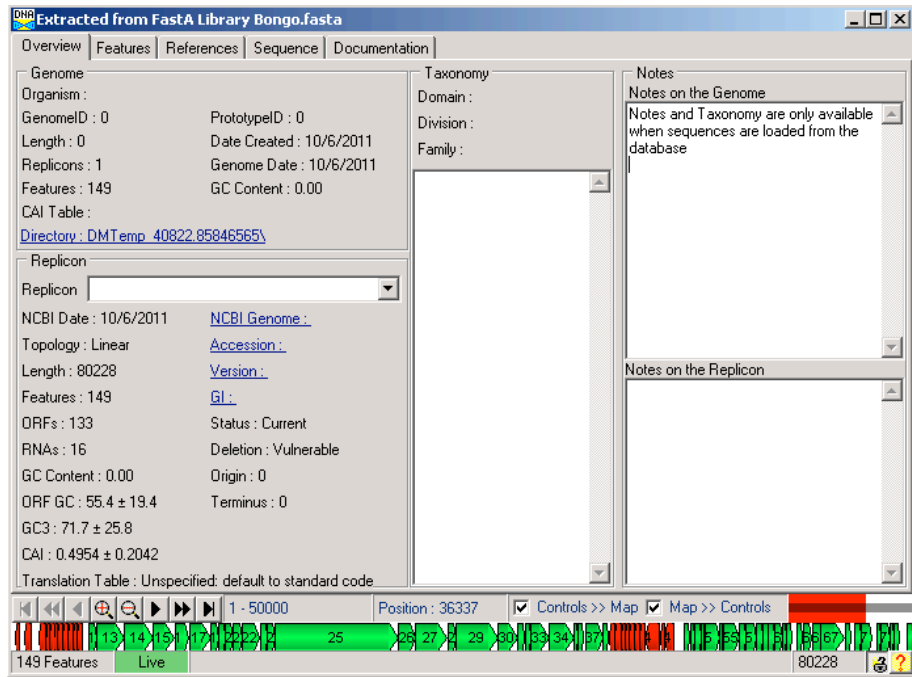 DNA Extracted from FastA Library Bongo.fasta
Overview Features References Sequence Documentation
Genome
Organism :
GenomeID : 0 PrototypeID : 0
Length : 0 Date Created : 10/6/2011
Replicons : 1 Genome Date : 10/6/2011
Features : 149 GC Content : 0.00
CAI Table :
Directory : DMTemp_40822.85846565\
Replicon
Replicon
NCBI Date : 10/6/2011 NCBI Genome :
Topology : Linear Accession :
Length : 80228 Version :
Features : 149 GI :
ORFs : 133 Status : Current
RNAs : 16 Deletion : Vulnerable
GC Content : 0.00 Origin : 0
ORF GC : 55.4 ± 19.4 Terminus : 0
GC3 : 71.7 ± 25.8
CAI : 0.4954 ± 0.2042
Translation Table : Unspecified: default to standard code
Taxonomy
Domain :
Division :
Family :
Notes
Notes on the Genome
Notes and Taxonomy are only available
when sequences are loaded from the
database
Notes on the Replicon
1 - 50000 Position : 36337 Controls >> Map Map >> Controls
13 14 25 27 29 33 34 37
149 Features Live 80228 ?